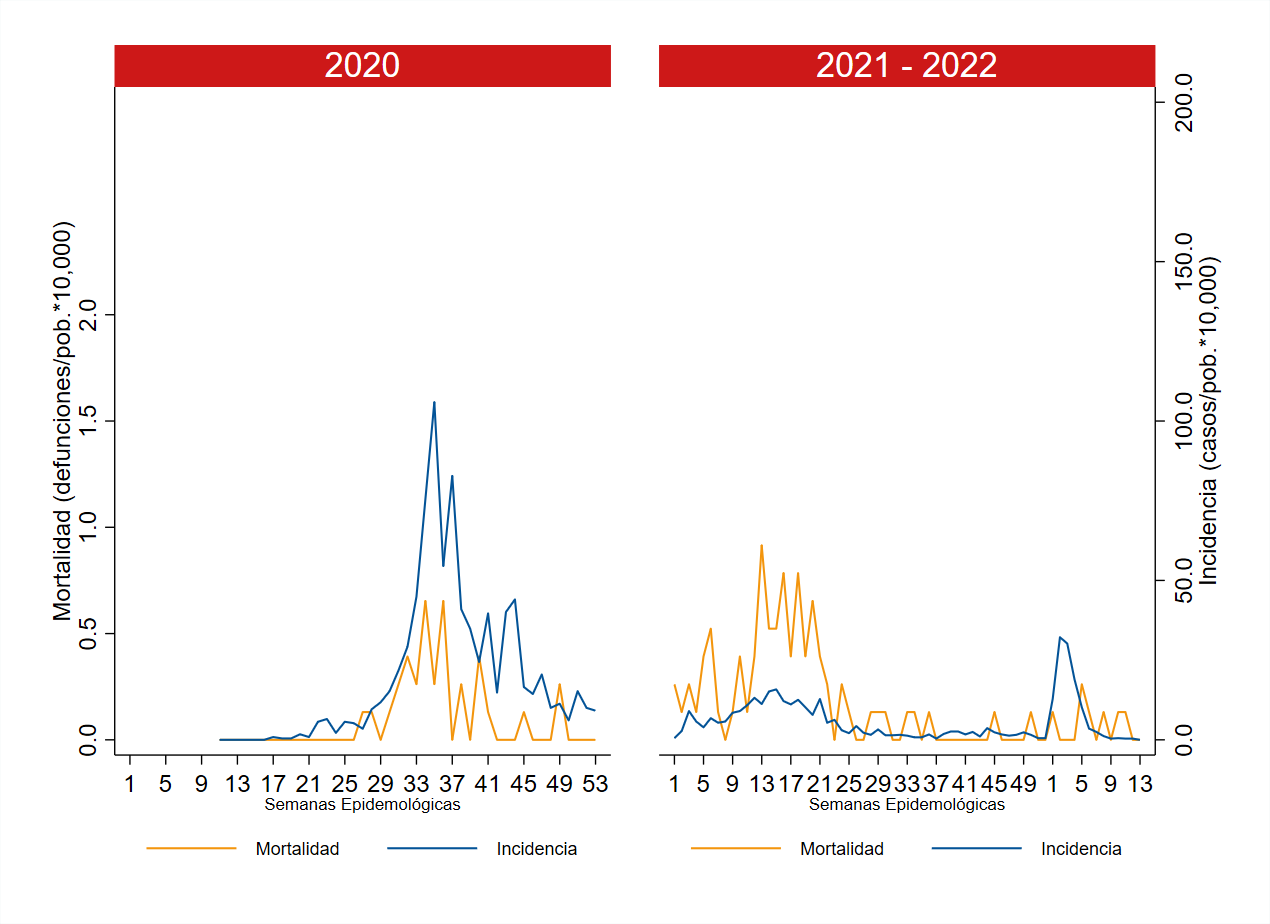 2020
2021 - 2022
Mortalidad (defunciones/pob.*10,000)
0.0 0.5 1.0 1.5 2.0
1 5 9 13 17 21 25 29 33 37 41 45 49 53
Semanas Epidemológicas
Mortalidad Incidencia
1 5 9 13 17 21 25 29 33 37 41 45 49 1 5 9 13
Semanas Epidemológicas
Mortalidad Incidencia
0.0 50.0 100.0 150.0 200.0
Incidencia (casos/pob.*10,000)